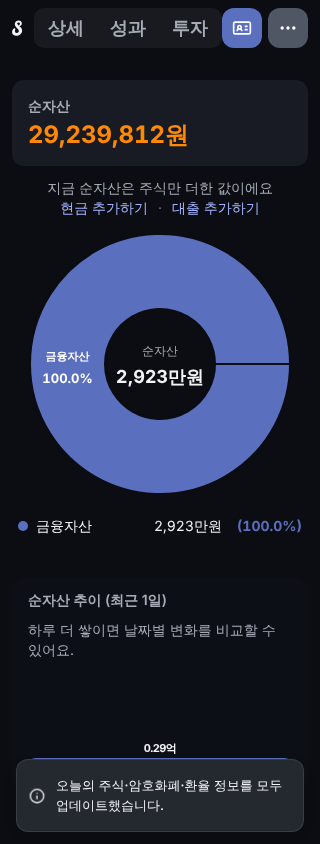 상세 성과 투자
순자산
29,239,812원
지금 순자산은 주식만 더한 값이에요
현금 추가하기 · 대출 추가하기
금융자산
100.0%
순자산
2,923만원
금융자산 2,923만원 (100.0%)
순자산 추이 (최근 1일)
하루 더 쌓이면 날짜별 변화를 비교할 수
있어요.
0.29억
오늘의 주식·암호화폐·환율 정보를 모두
업데이트했습니다.